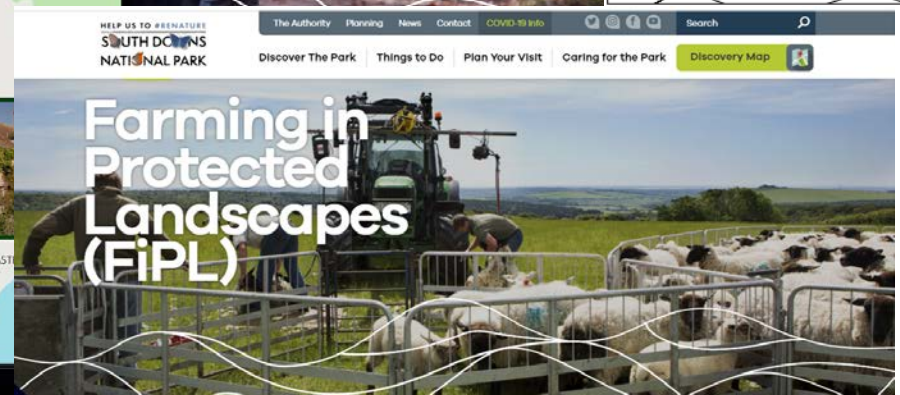 HELP US TO #RENATURE
SOUTH DOWNS
NATIONAL PARK
The Authority Planning News Contact COVID-19 Info
Search
Discover The Park Things to Do Plan Your Visit Caring for the Park Discovery Map
Farming in
Protected
Landscapes
(FiPL)